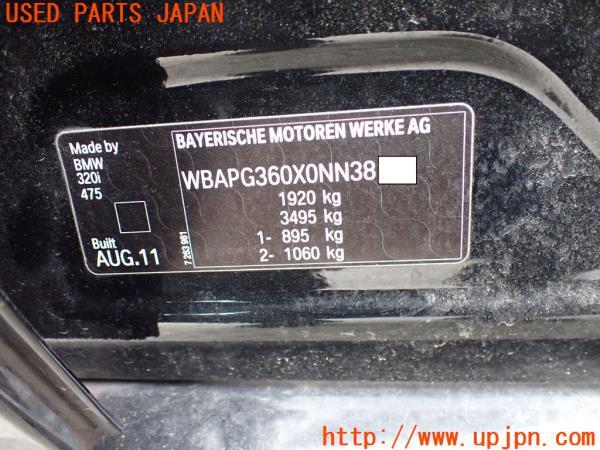 USED PARTS JAPAN
Made by
BMW
320i
475
Built
AUG.11
7 263 961
BAYERISCHE MOTOREN WERKE AG
WBAPG360X0NN38
1920 kg
3495 kg
1- 895 kg
2- 1060 kg
http://www.upjpn.com